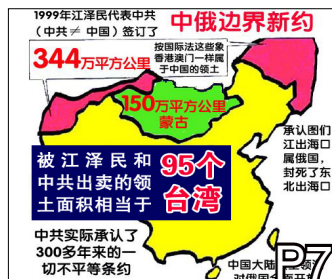 1999年江泽民代表中共
(中共 ≠ 中国) 签订了
中俄边界新约
344万平方公里
按国际法这些象
香港澳门一样属
于中国的领土
150万平方公里
蒙古
承认图们
江出海口
属俄国,
封死了东
北出海口
被江泽民和
中共出卖的领
土面积相当于
95个
台湾
中共实际承认了
300多年来的一
切不平等条约
中国大陆
P7